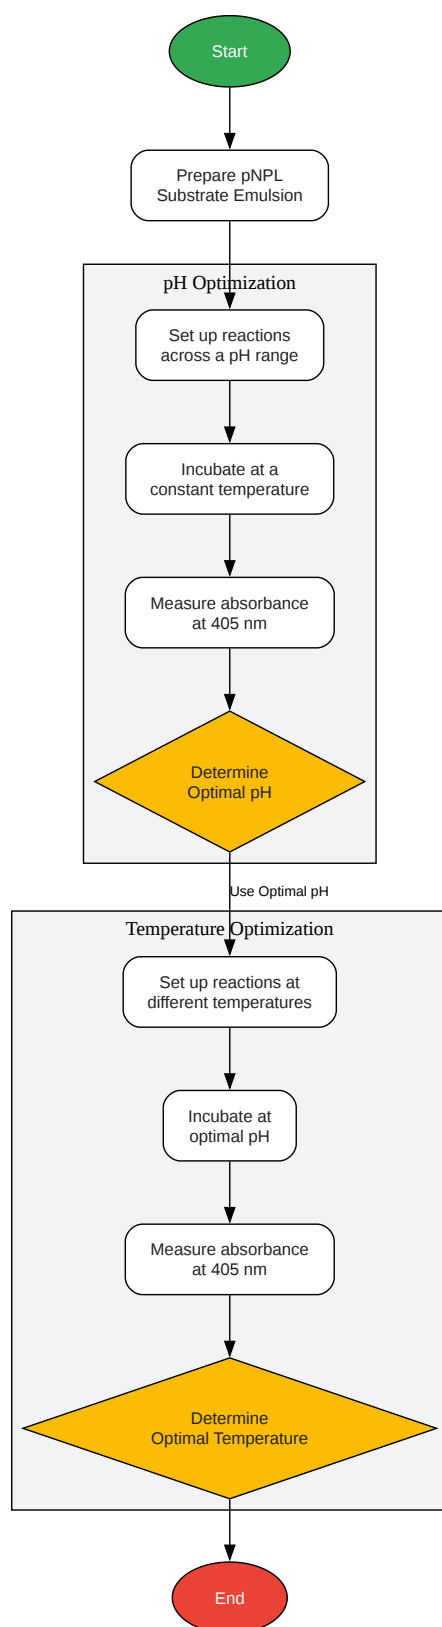 Start
Prepare pNPL
Substrate Emulsion
pH Optimization
Set up reactions
across a pH range
Incubate at a
constant temperature
Measure absorbance
at 405 nm
Determine
Optimal pH
Use Optimal pH
Temperature Optimization
Set up reactions at
different temperatures
Incubate at
optimal pH
Measure absorbance
at 405 nm
Determine
Optimal Temperature
End